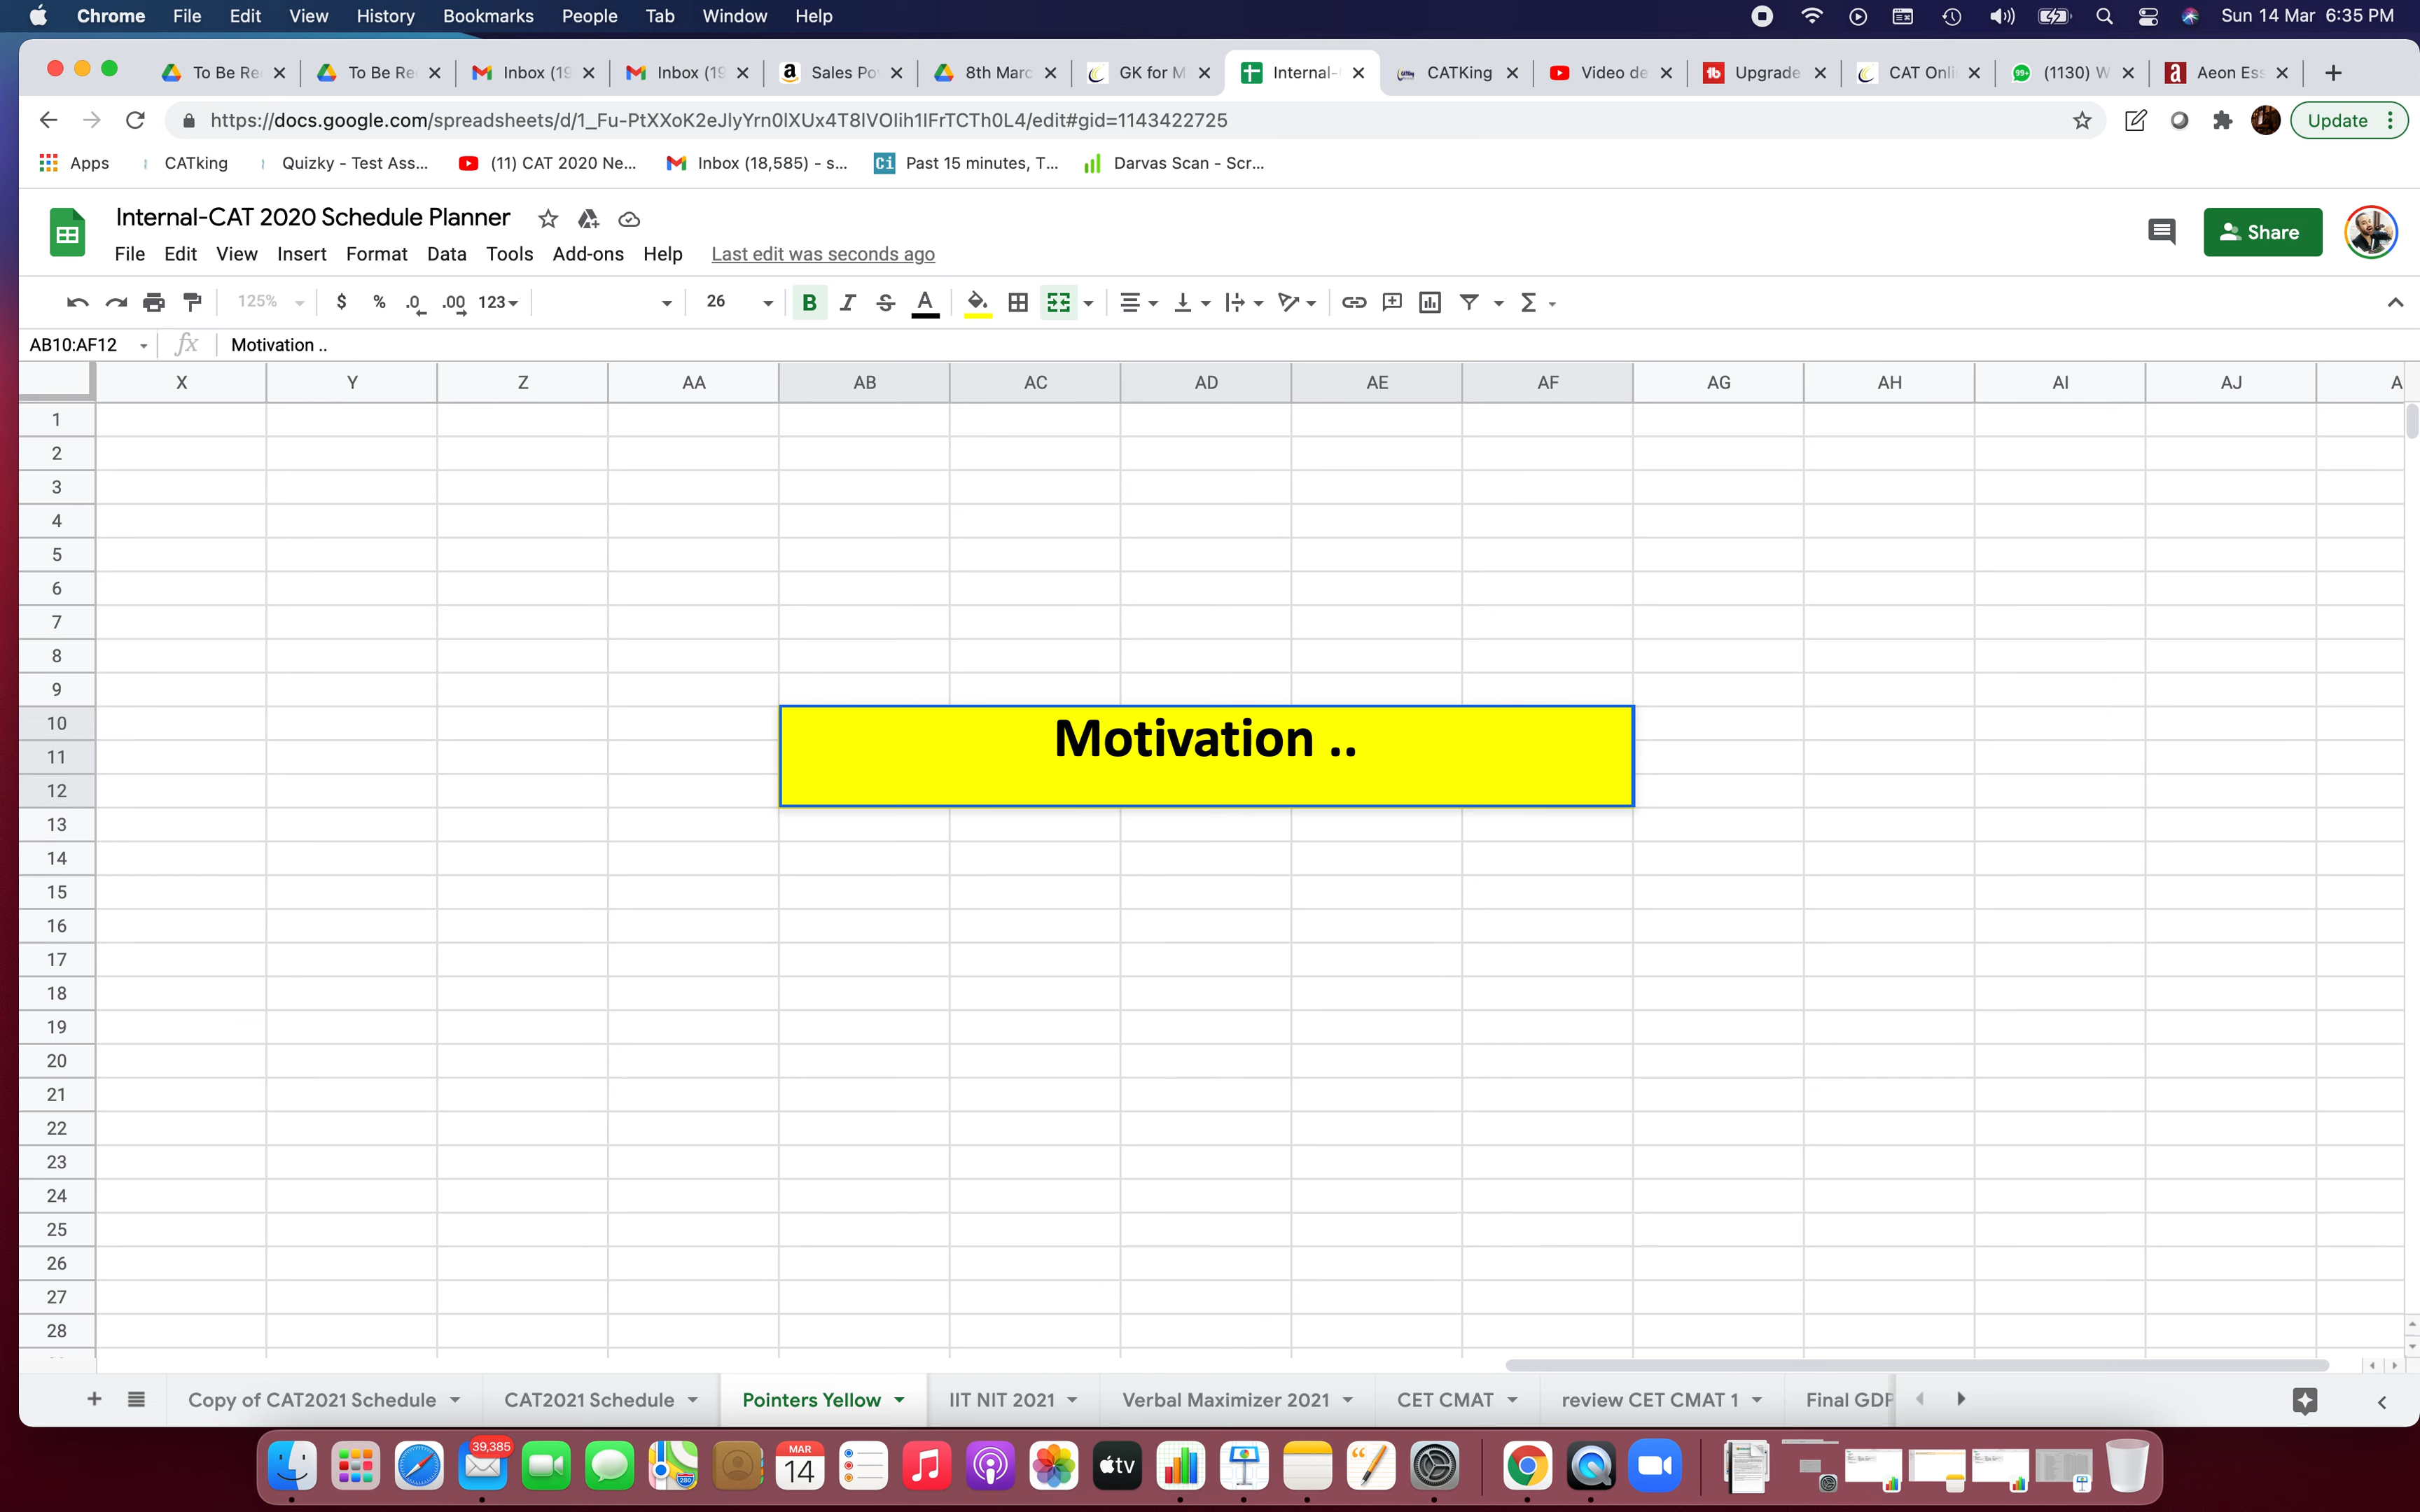 Chrome File Edit View History Bookmarks People Tab Window Help Sun 14 Mar 6:35 PM
To Be Re Inbox (19 Inbox (19 Sales Po 8th Marc GK for M Internal- CATKing Video de Upgrade CAT Onli (1130) W Aeon Es
https://docs.google.com/spreadsheets/d/1_Fu-PtXXoK2eJlyYrn0lXUx4T8IVOIih1IFrTCTh0L4/edit#gid=1143422725 Update
Apps CATking Quizky - Test Ass... (11) CAT 2020 Ne... Inbox (18,585) - s... Ci Past 15 minutes, T... Darvas Scan - Scr...
Internal-CAT 2020 Schedule Planner
Share
File Edit View Insert Format Data Tools Add-ons Help Last edit was seconds ago
125% $ % .0 .00 123 26 B I S A
AB10:AF12 fx Motivation ..
X Y Z AA AB AC AD AE AF AG AH AI AJ A
1
2
3
4
5
6
7
8
9
10
Motivation ..
11
12
13
14
15
16
17
18
19
20
21
22
23
24
25
26
27
28
Copy of CAT2021 Schedule CAT2021 Schedule Pointers Yellow IIT NIT 2021 Verbal Maximizer 2021 CET CMAT review CET CMAT 1 Final GDP
39,385
MAR
14
tv